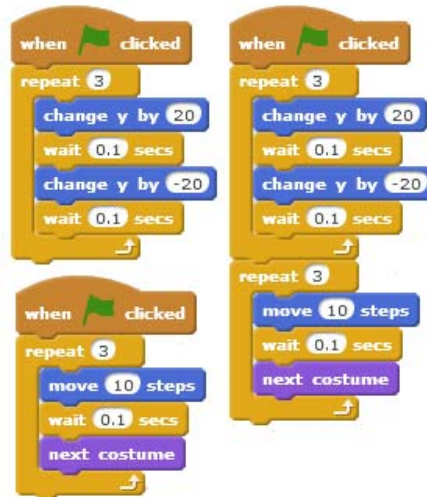 when clicked
repeat 3
change y by 20
wait 0.1 secs
change y by -20
wait 0.1 secs
when clicked
repeat 3
move 10 steps
wait 0.1 secs
next costume
when clicked
repeat 3
change y by 20
wait 0.1 secs
change y by -20
wait 0.1 secs
repeat 3
move 10 steps
wait 0.1 secs
next costume